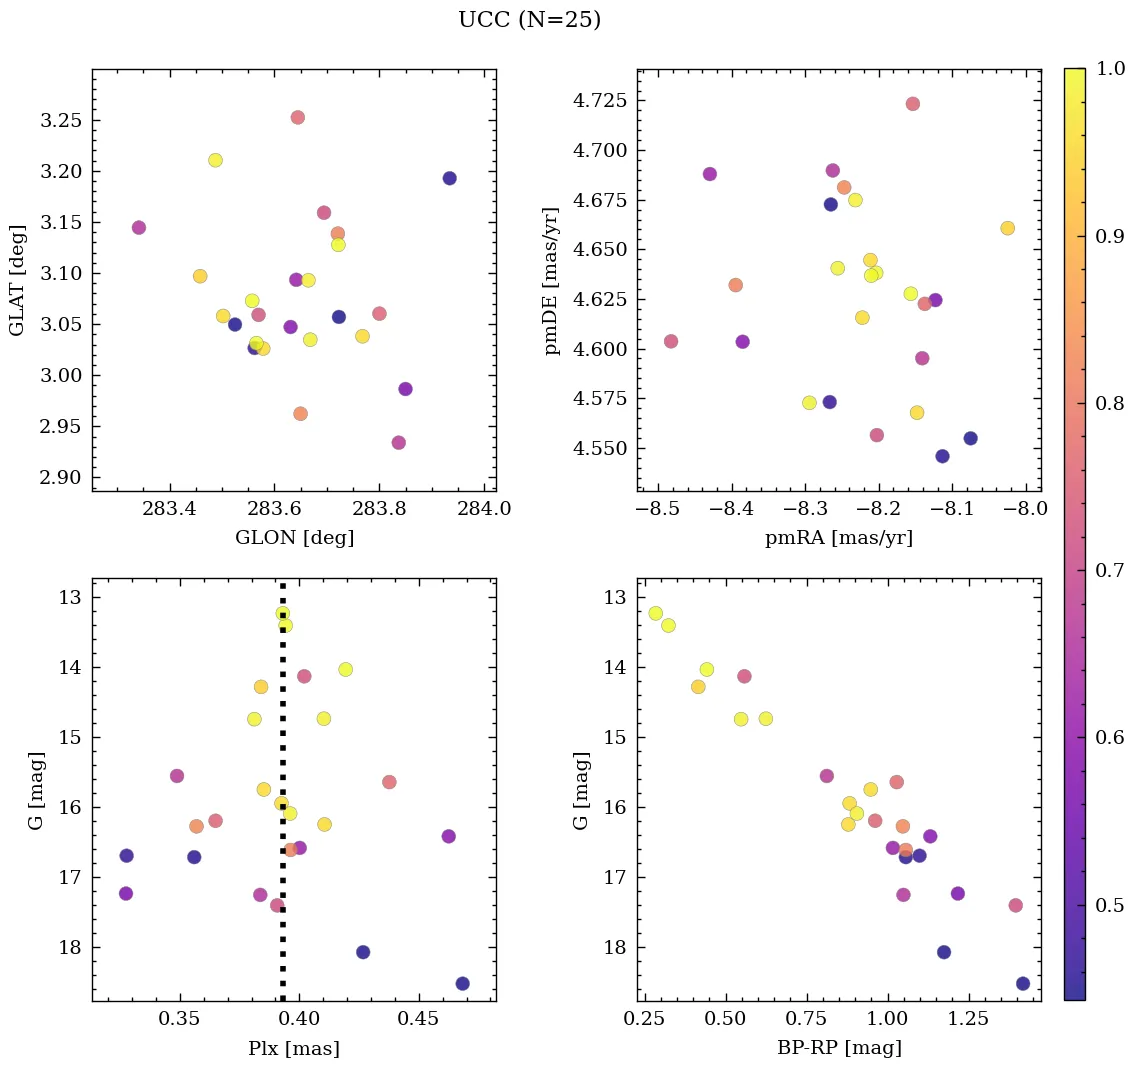 UCC (N=25)
3.25
3.20
3.15
3.10
3.05
3.00
2.95
2.90
GLAT [deg]
283.4 283.6 283.8 284.0
GLON [deg]
4.725
4.700
4.675
4.650
4.625
4.600
4.575
4.550
pmDE [mas/yr]
−8.5 −8.4 −8.3 −8.2 −8.1 −8.0
pmRA [mas/yr]
13
14
15
16
17
18
G [mag]
0.35 0.40 0.45
Plx [mas]
13
14
15
16
17
18
G [mag]
0.25 0.50 0.75 1.00 1.25
BP-RP [mag]
1.0
0.9
0.8
0.7
0.6
0.5